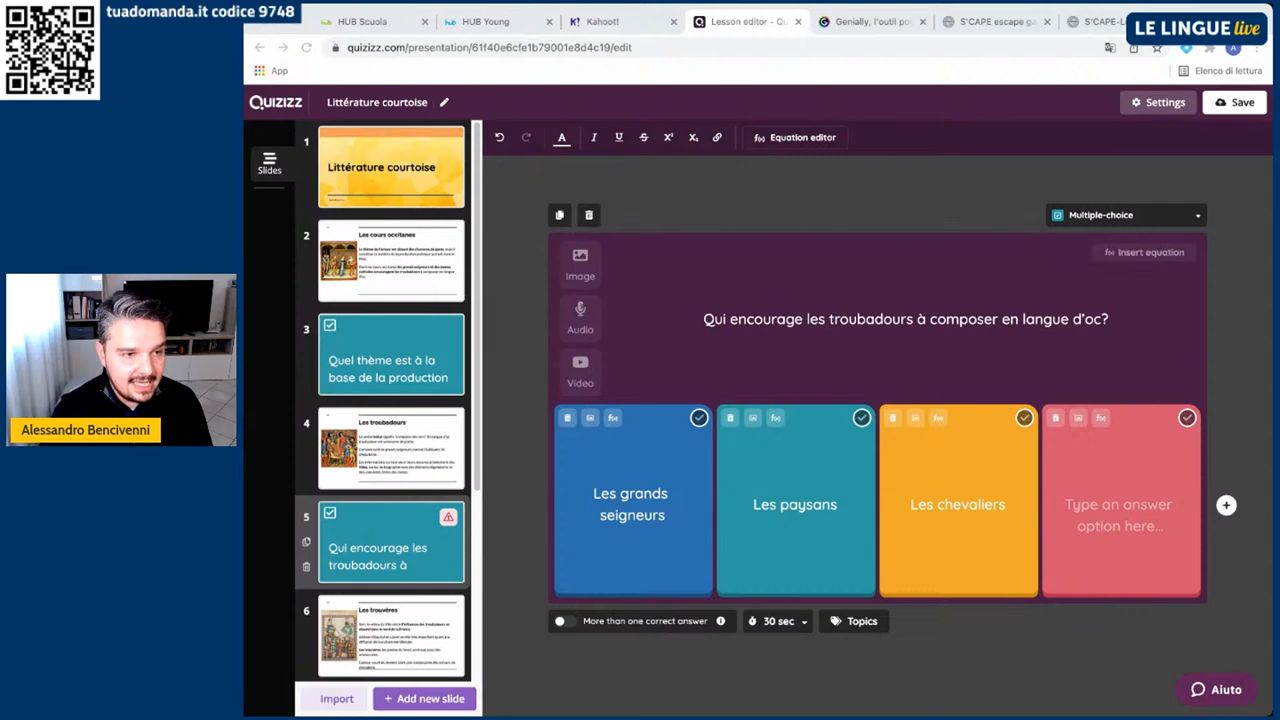 tuadomanda.it codice 9748
HUB Scuola
HUB Young
Kahoot!
Lesson editor - Qu
Genially, l'outil po
S'CAPE escape ga
S'CAPE-L
LE LINGUE live
quizizz.com/presentation/61f40e6cfe1b79001e8d4c19/edit
App
Elenco di lettura
QUIZIZZ
Littérature courtoise
Settings
Save
Slides
Equation editor
1
Littérature courtoise
2
Les cours occitanes
3
Quel thème est à la
base de la production
4
Les troubadours
5
Qui encourage les
troubadours à
6
Les trouvères
Import
+ Add new slide
Multiple-choice
Image
Audio
Video
f(x) Insert equation
Qui encourage les troubadours à composer en langue d'oc?
Les grands
seigneurs
Les paysans
Les chevaliers
Type an answer
option here...
More than one correct answer
30 sec
Topics
Aiuto
Alessandro Bencivenni